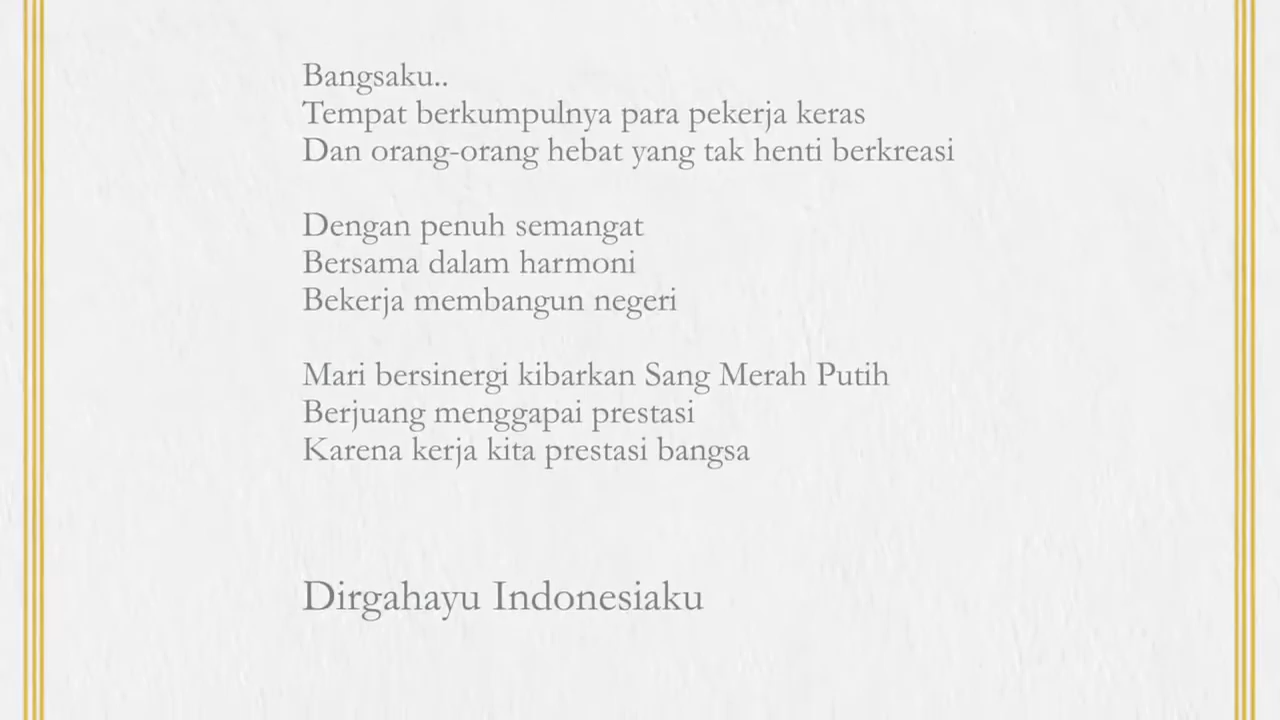 Bangsaku..
Tempat berkumpulnya para pekerja keras
Dan orang-orang hebat yang tak henti berkreasi
Dengan penuh semangat
Bersama dalam harmoni
Bekerja membangun negeri
Mari bersinergi kibarkan Sang Merah Putih
Berjuang menggapai prestasi
Karena kerja kita prestasi bangsa
Dirgahayu Indonesiaku